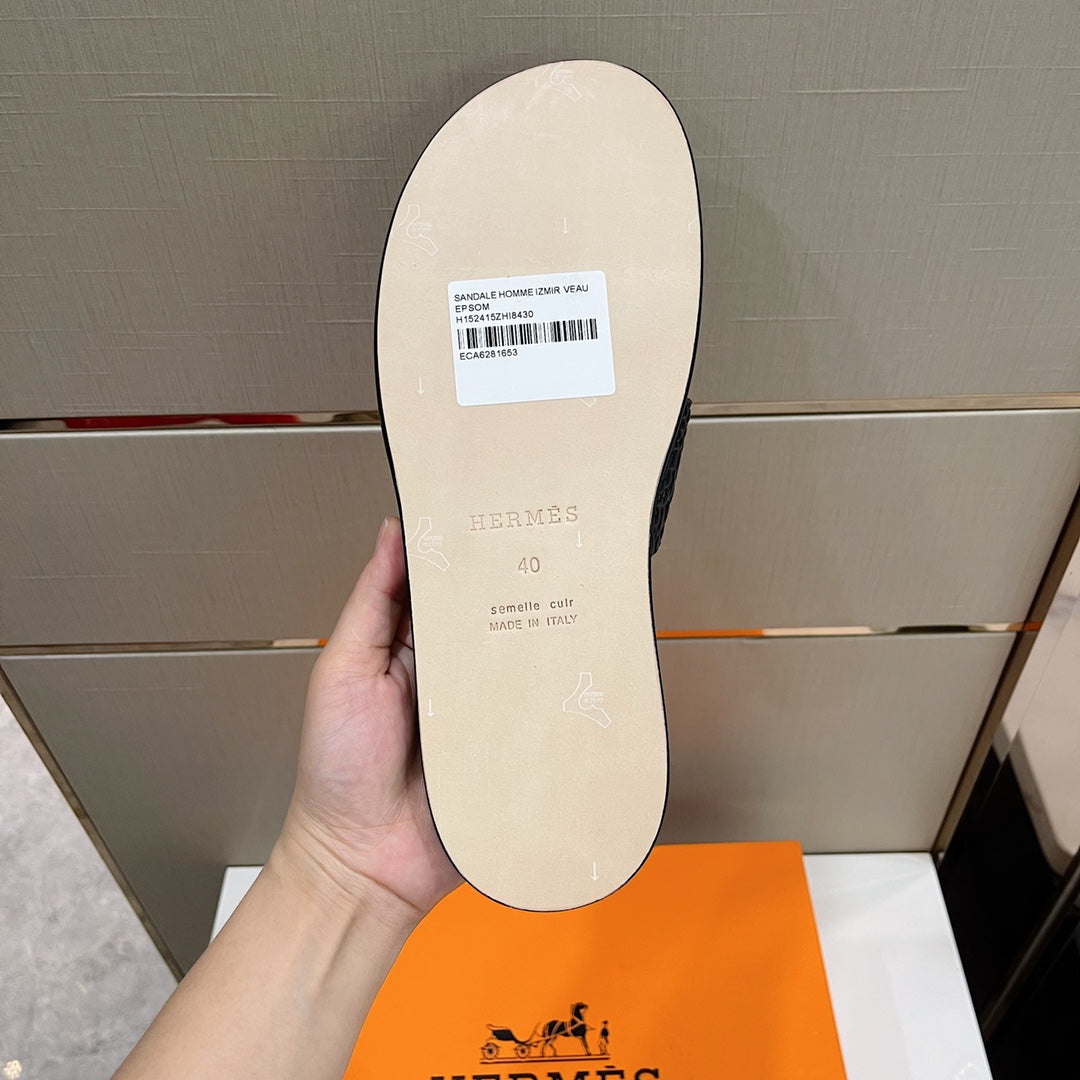 SANDALE HOMME IZMIR VEAU
EPSOM
H152415ZHI8430
ECA6281653
HERMÈS
40
semelle cuir
MADE IN ITALY
HERMÈS